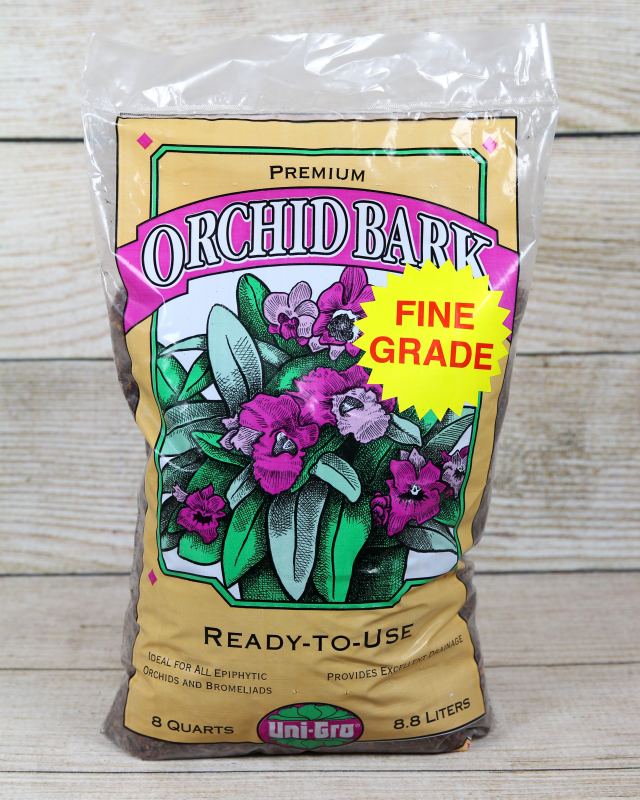 PREMIUM
ORCHID BARK
FINE
GRADE
READY-TO-USE
IDEAL FOR ALL EPIPHYTIC
ORCHIDS AND BROMELIADS
PROVIDES EXCELLENT DRAINAGE
8 QUARTS
Uni-Gro®
8.8 LITERS